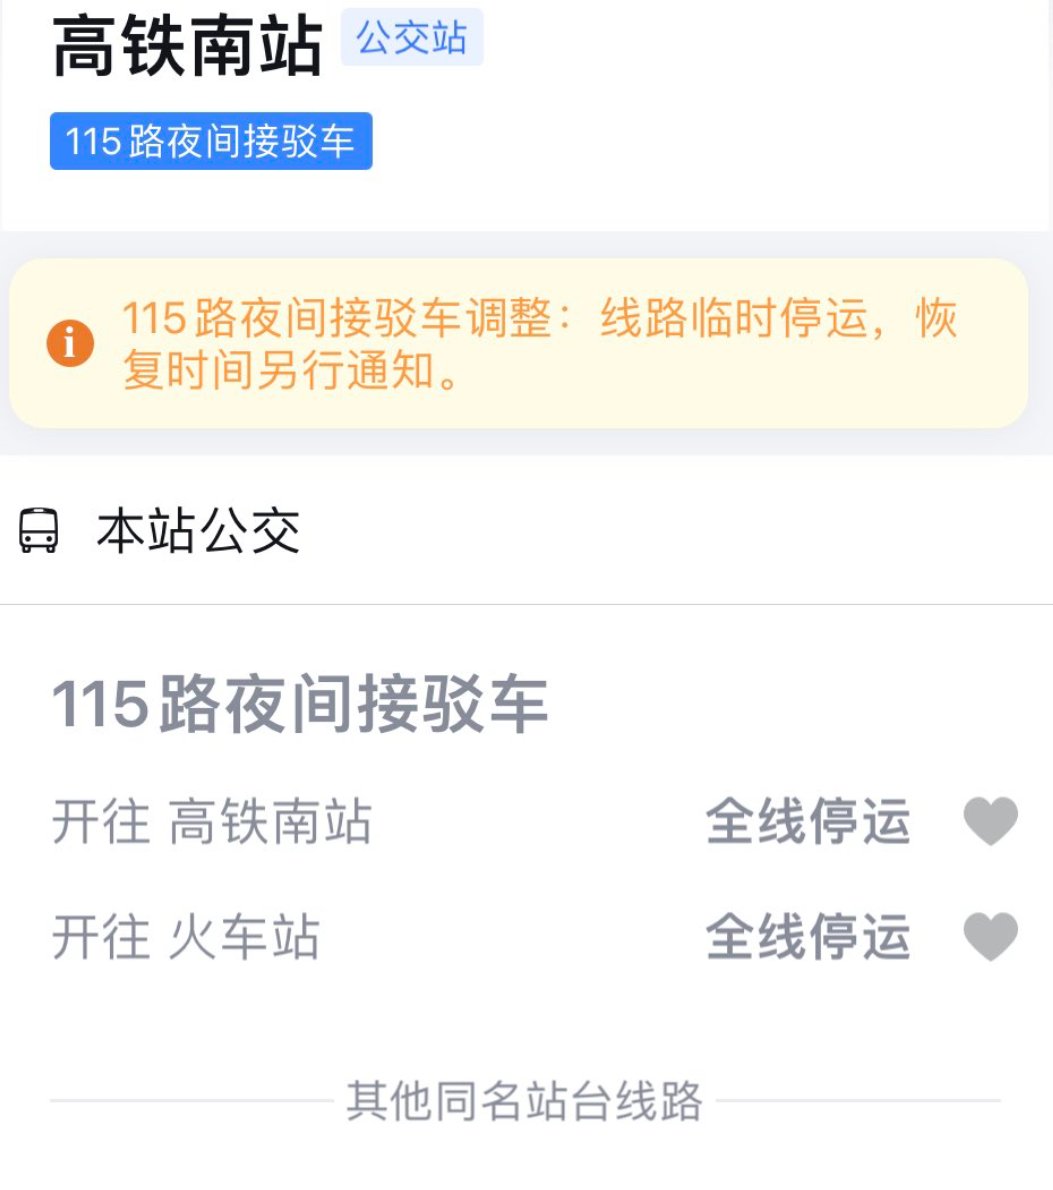 高铁南站 公交站
115路夜间接驳车
115路夜间接驳车调整：线路临时停运，恢
复时间另行通知。
本站公交
115路夜间接驳车
开往 高铁南站 全线停运
开往 火车站 全线停运
其他同名站台线路